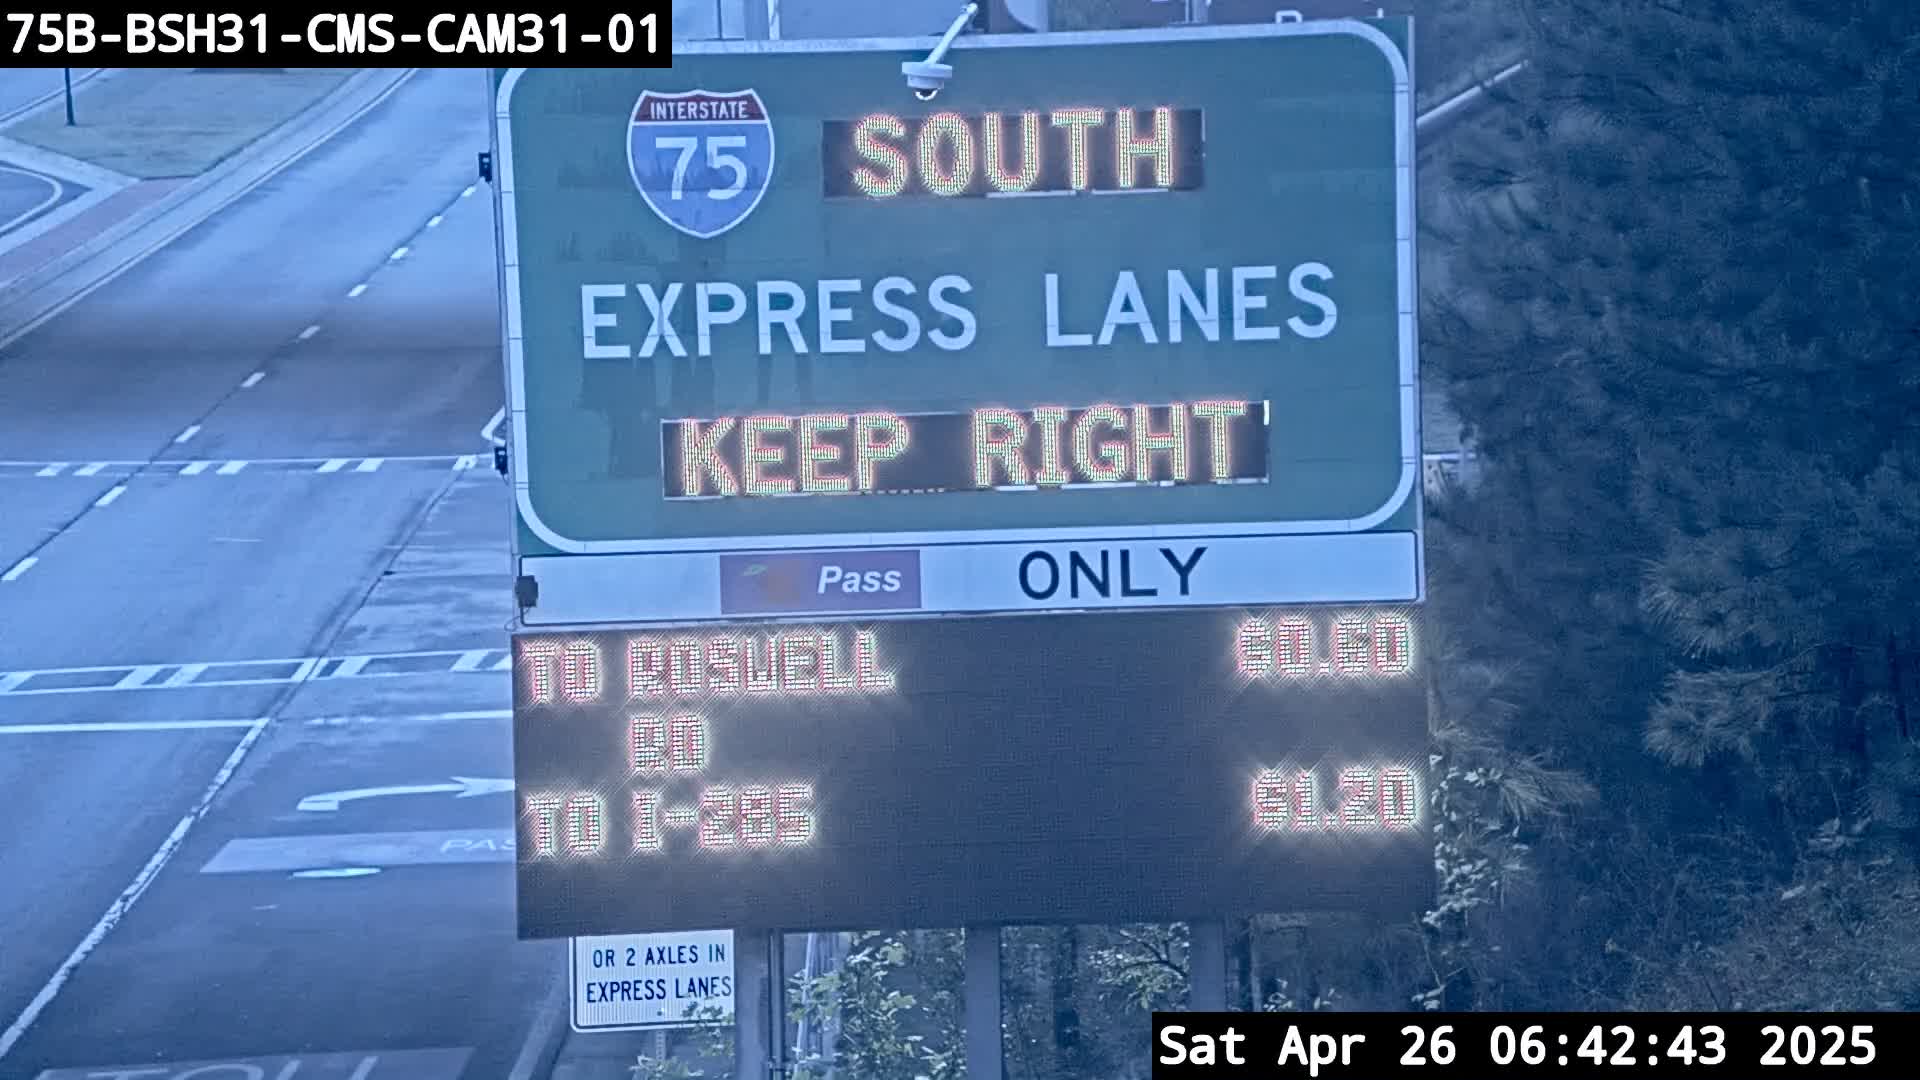 75B-BSH31-CMS-CAM31-01
INTERSTATE
75
SOUTH
EXPRESS LANES
KEEP RIGHT
Pass ONLY
TO ROSWELL $0.60
RD
TO I-285 $1.20
OR 2 AXLES IN
EXPRESS LANES
TOLL
Sat Apr 26 06:42:43 2025